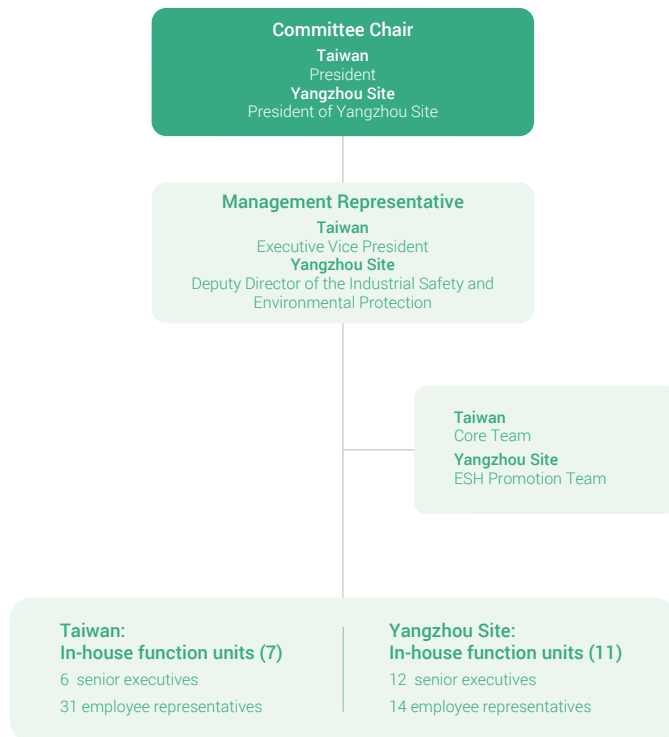 Committee Chair
Taiwan
President
Yangzhou Site
President of Yangzhou Site
Management Representative
Taiwan
Executive Vice President
Yangzhou Site
Deputy Director of the Industrial Safety and
Environmental Protection
Taiwan
Core Team
Yangzhou Site
ESH Promotion Team
Taiwan:
In-house function units (7)
6 senior executives
31 employee representatives
Yangzhou Site:
In-house function units (11)
12 senior executives
14 employee representatives